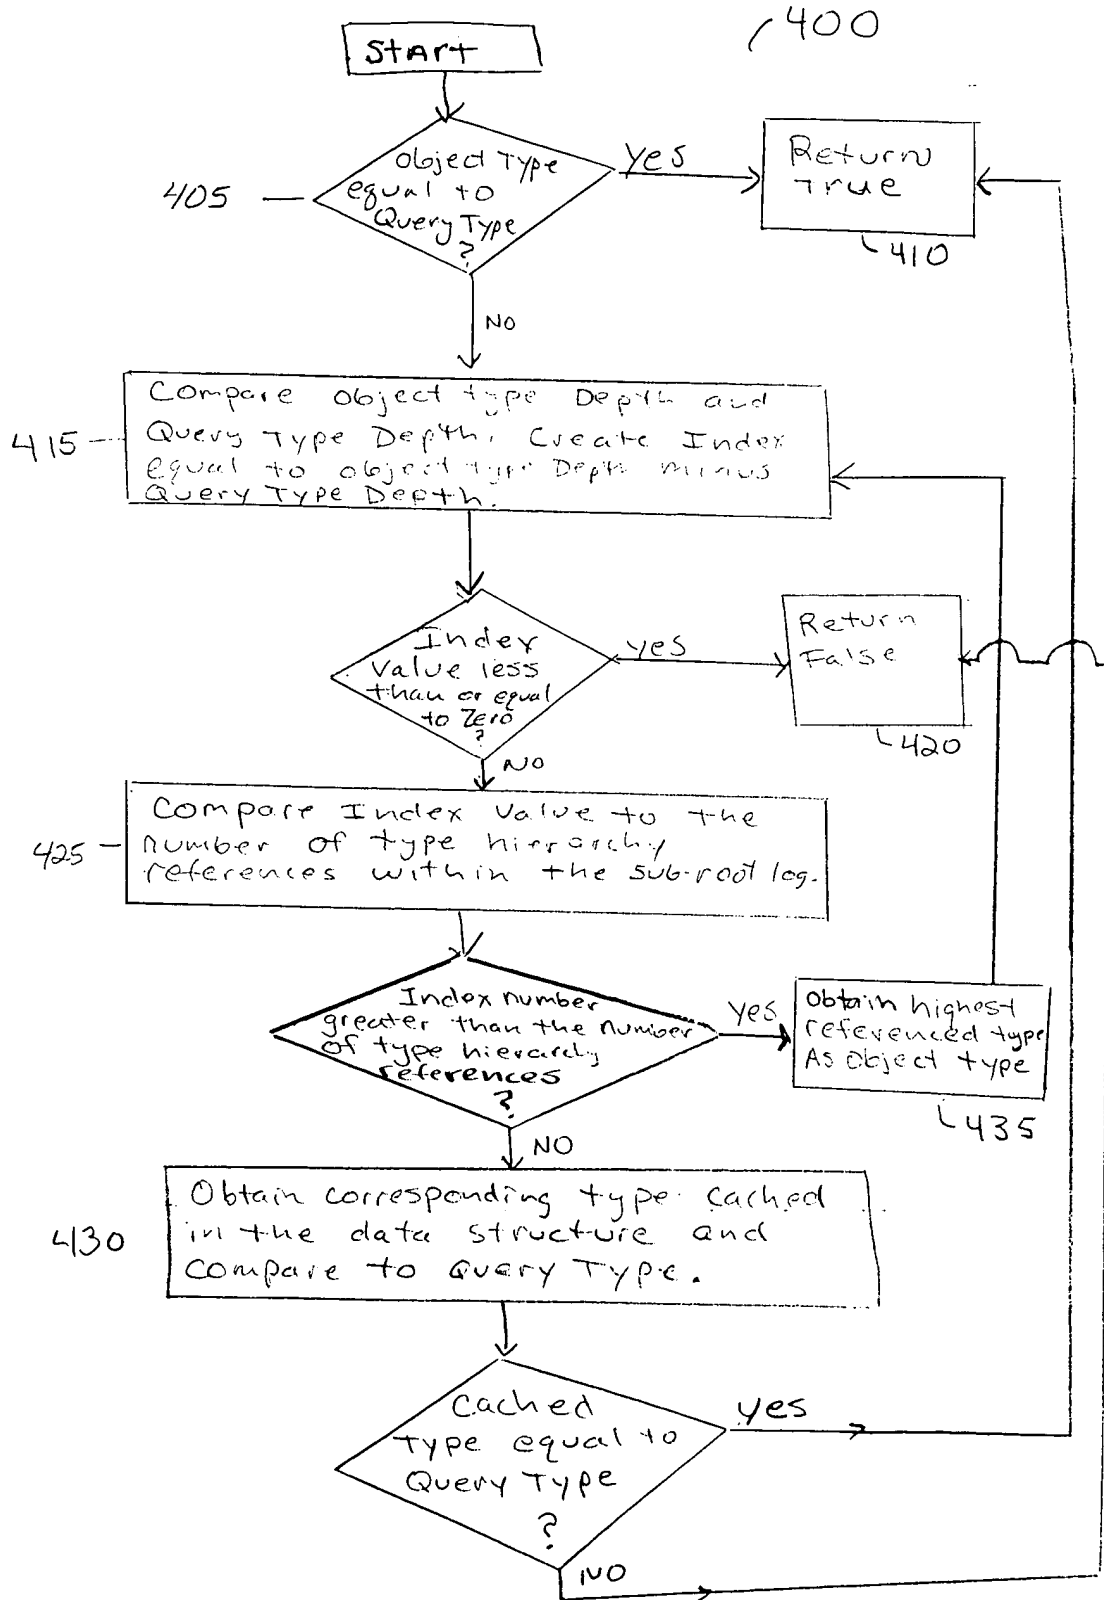 400
Start
Object Type
equal to
Query Type
?
405
Yes
Return
True
410
NO
Compare object type Depth and
Query Type Depth. Create Index
equal to object type Depth minus
Query Type Depth.
415
Index
Value less
than or equal
to Zero
?
yes
Return
False
420
NO
Compare Index Value to the
number of type hierarchy
references within the sub-root log.
425
Index number
greater than the number
of type hierarchy
references
?
Yes
Obtain highest
referenced type
As Object type
435
NO
Obtain corresponding type cached
in the data structure and
compare to Query Type.
430
Cached
Type equal to
Query Type
?
Yes
NO